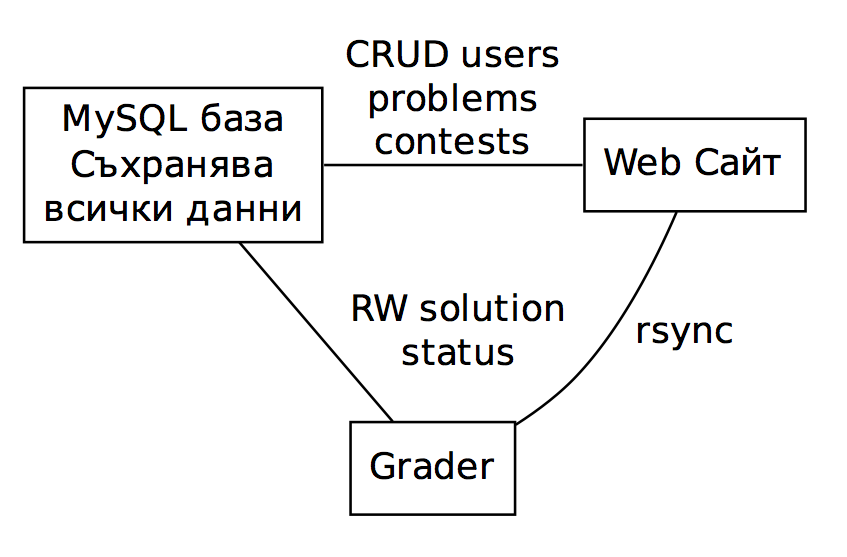 CRUD users
problems
contests
MySQL база
Съхранява
всички данни
Web Сайт
RW solution
status
rsync
Grader